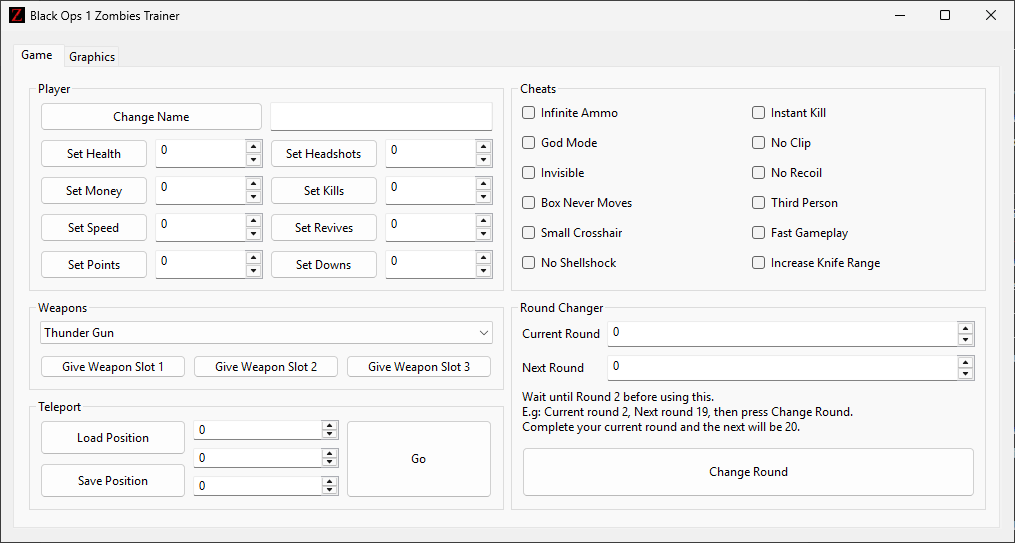 Z Black Ops 1 Zombies Trainer
Game Graphics
Player
Change Name
Set Health 0 Set Headshots 0
Set Money 0 Set Kills 0
Set Speed 0 Set Revives 0
Set Points 0 Set Downs 0
Weapons
Thunder Gun
Give Weapon Slot 1 Give Weapon Slot 2 Give Weapon Slot 3
Teleport
Load Position 0
0 Go
Save Position 0
Cheats
Infinite Ammo Instant Kill
God Mode No Clip
Invisible No Recoil
Box Never Moves Third Person
Small Crosshair Fast Gameplay
No Shellshock Increase Knife Range
Round Changer
Current Round 0
Next Round 0
Wait until Round 2 before using this.
E.g: Current round 2, Next round 19, then press Change Round.
Complete your current round and the next will be 20.
Change Round